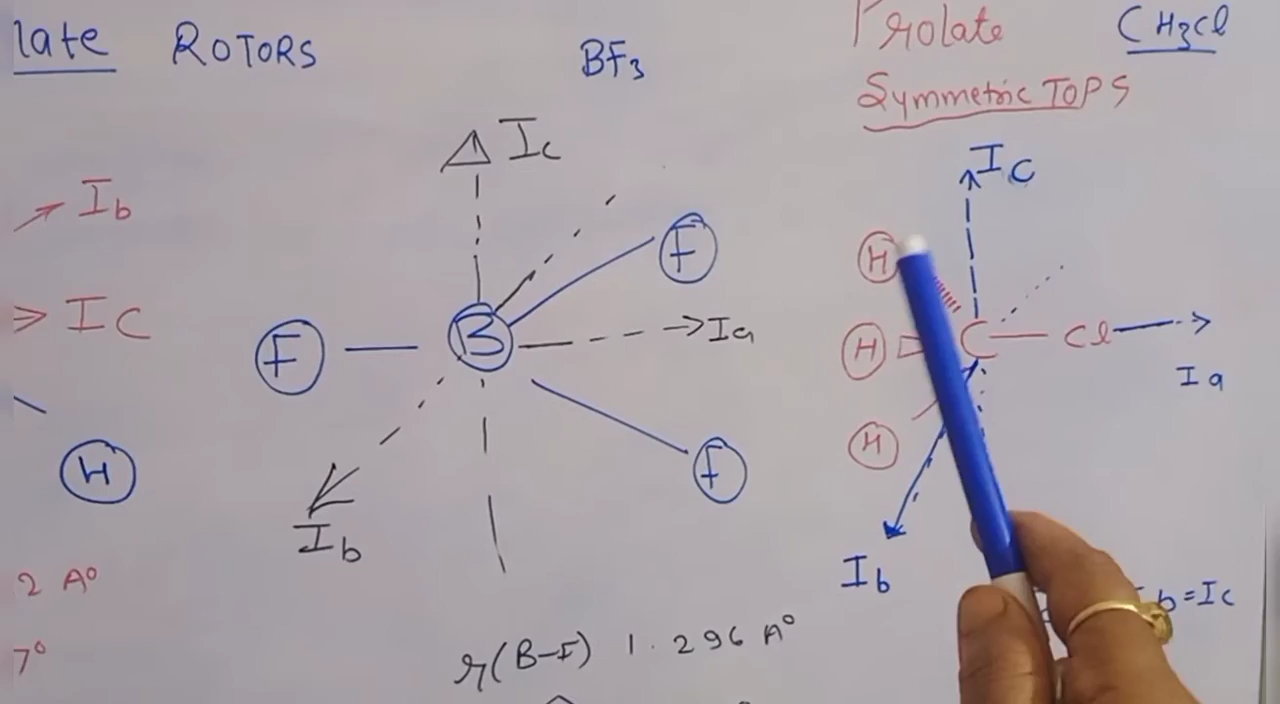 late ROTORS
BF3
Prolate
CH3Cl
Symmetric TOPS
Ib
IC
H
2 A°
7°
Ic
F
B
F
F
Ia
Ib
r(B-F) 1.296 A°
IC
H
H
H
C
Cl
Ia
Ib
b=Ic